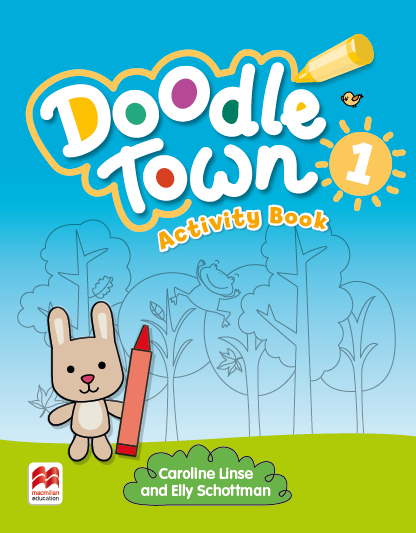 Doodle
Town
1
Activity Book
Caroline Linse
and Elly Schottman
macmillan
education